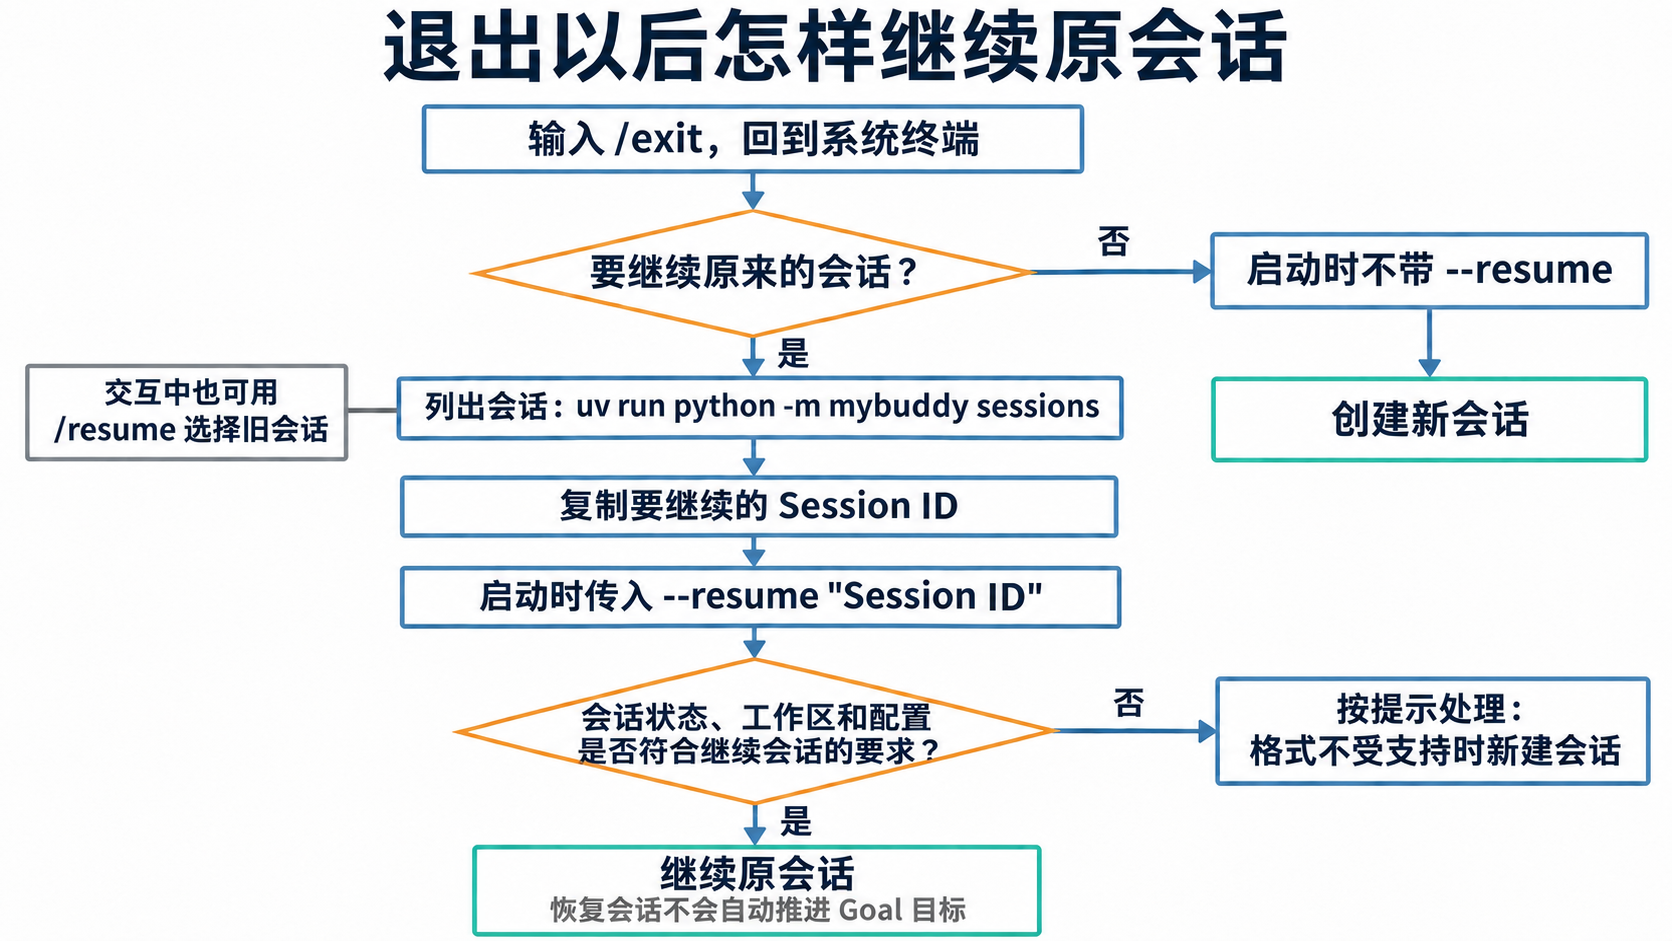 退出以后怎样继续原会话
输入 /exit，回到系统终端
要继续原来的会话？
否
启动时不带 --resume
创建新会话
是
交互中也可用
/resume 选择旧会话
列出会话：uv run python -m mybuddy sessions
复制要继续的 Session ID
启动时传入 --resume "Session ID"
会话状态、工作区和配置
是否符合继续会话的要求？
否
按提示处理：
格式不受支持时新建会话
是
继续原会话
恢复会话不会自动推进 Goal 目标